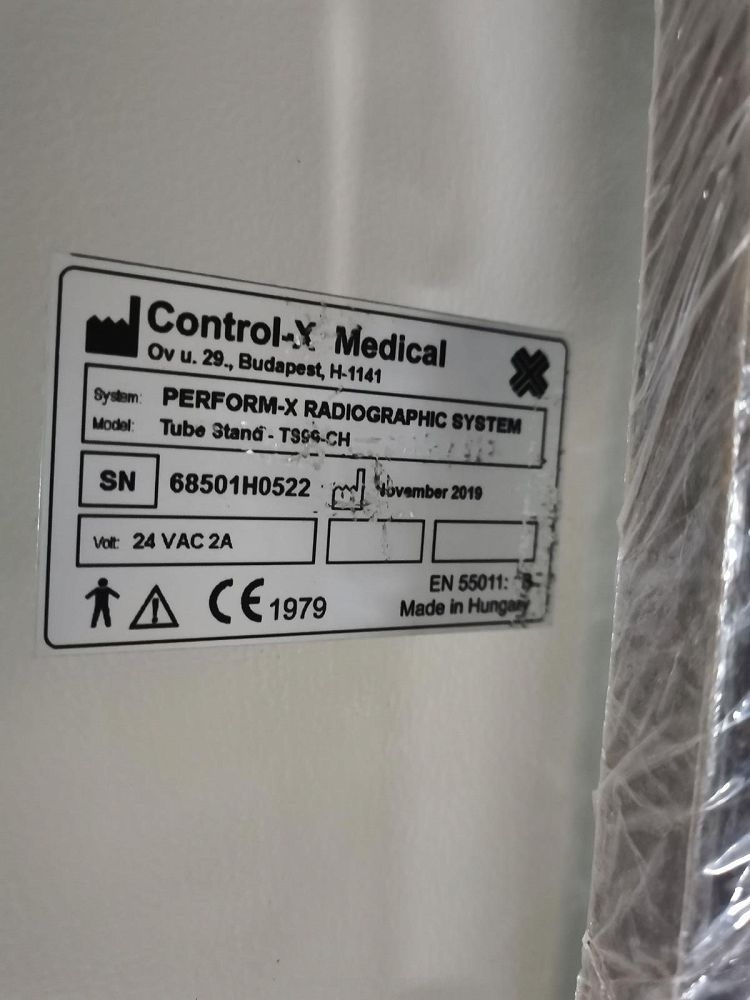 Control-X Medical
Ov u. 29., Budapest, H-1141
System: PERFORM-X RADIOGRAPHIC SYSTEM
Model: Tube Stand - TS96-CH
SN 68501H0522 November 2019
Volt: 24 VAC 2A
EN 55011:
CE 1979
Made in Hungary